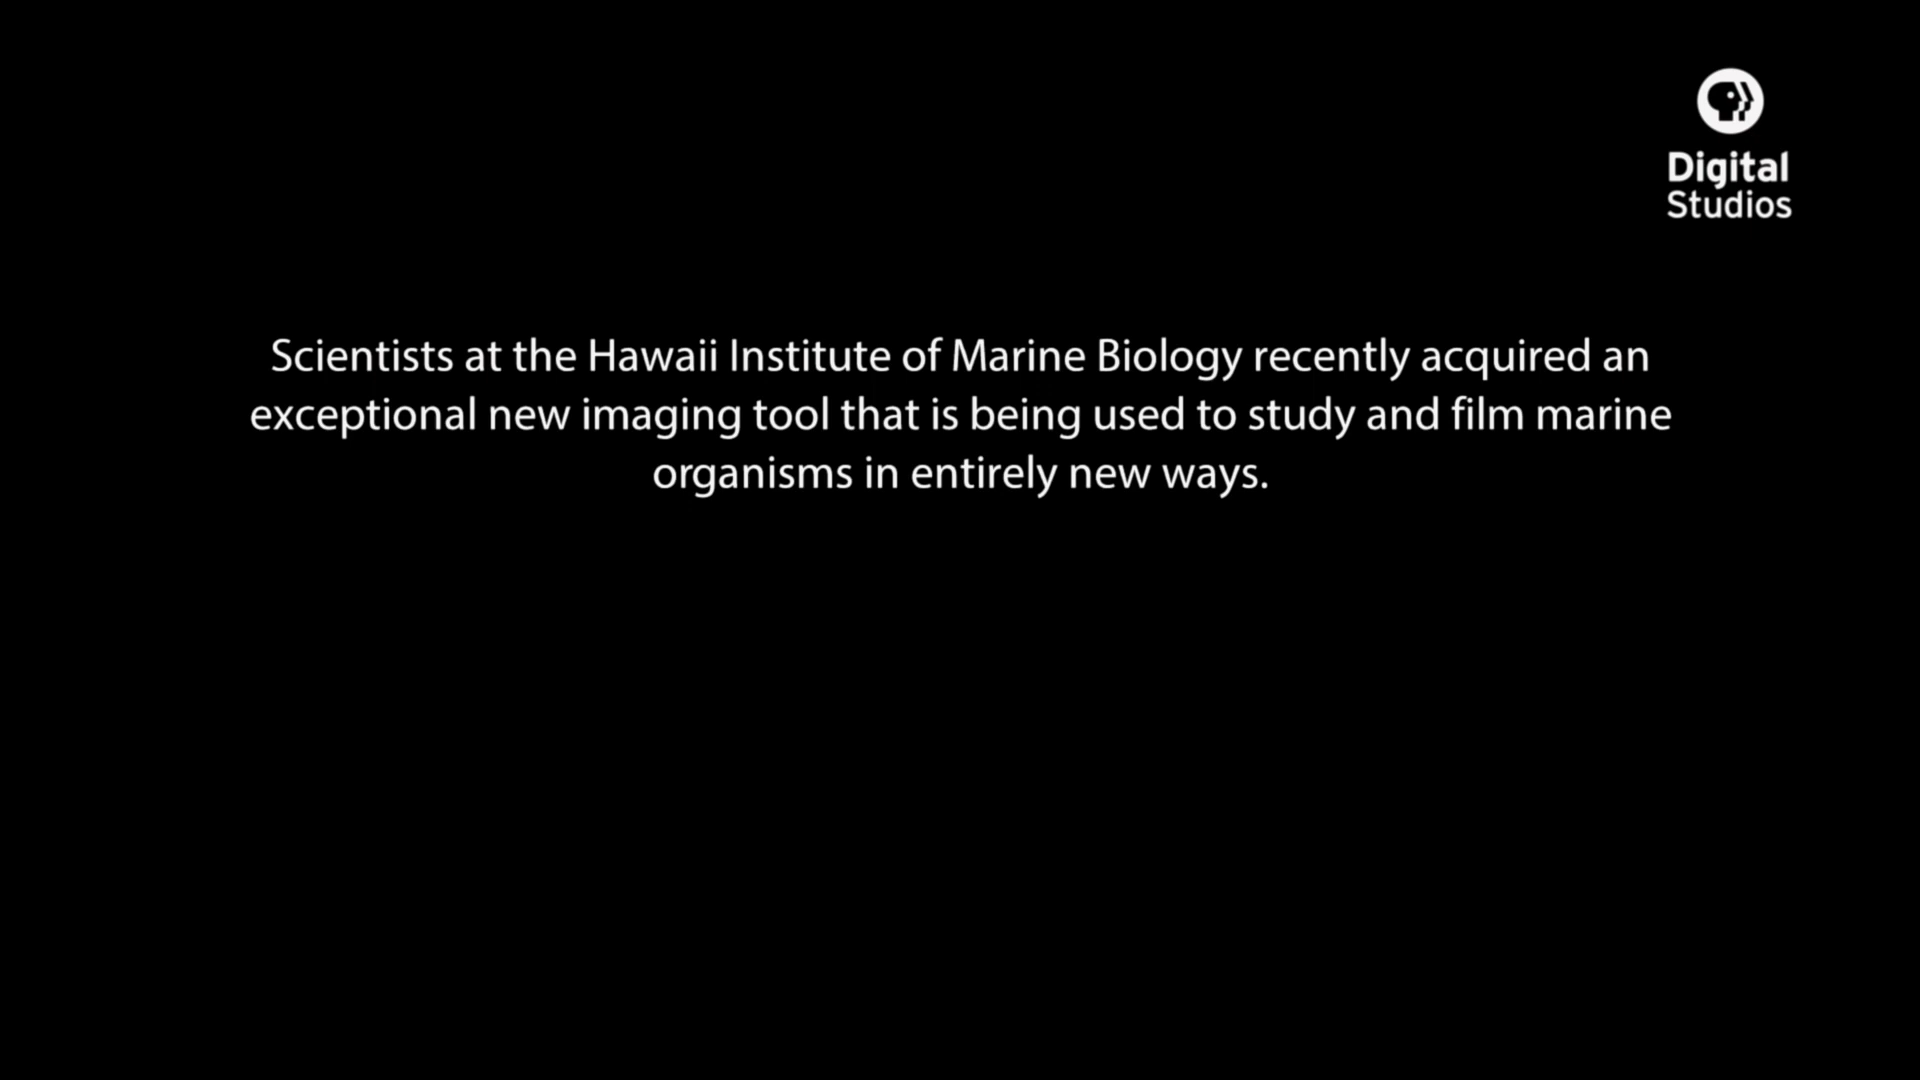 Digital
Studios
Scientists at the Hawaii Institute of Marine Biology recently acquired an
exceptional new imaging tool that is being used to study and film marine
organisms in entirely new ways.